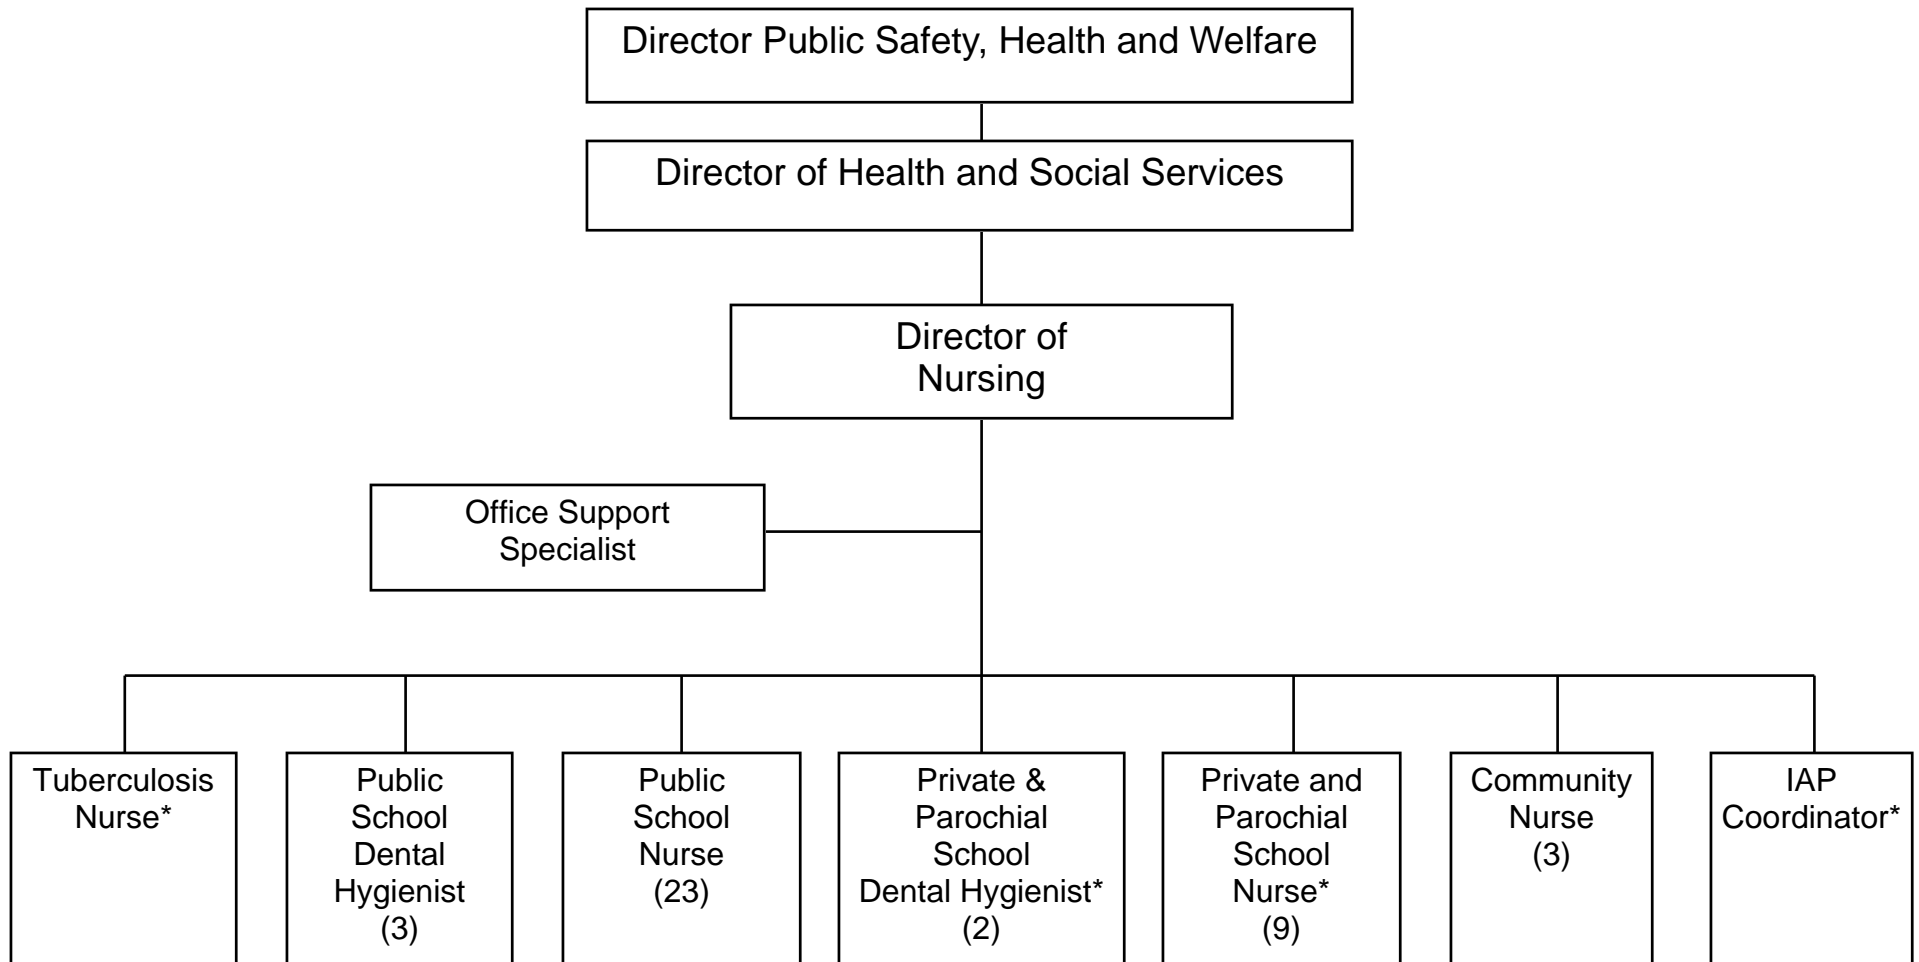 Director Public Safety, Health and Welfare
Director of Health and Social Services
Director of
Nursing
Office Support
Specialist
Tuberculosis
Nurse*
Public
School
Dental
Hygienist
(3)
Public
School
Nurse
(23)
Private &
Parochial
School
Dental Hygienist*
(2)
Private and
Parochial
School
Nurse*
(9)
Community
Nurse
(3)
IAP
Coordinator*